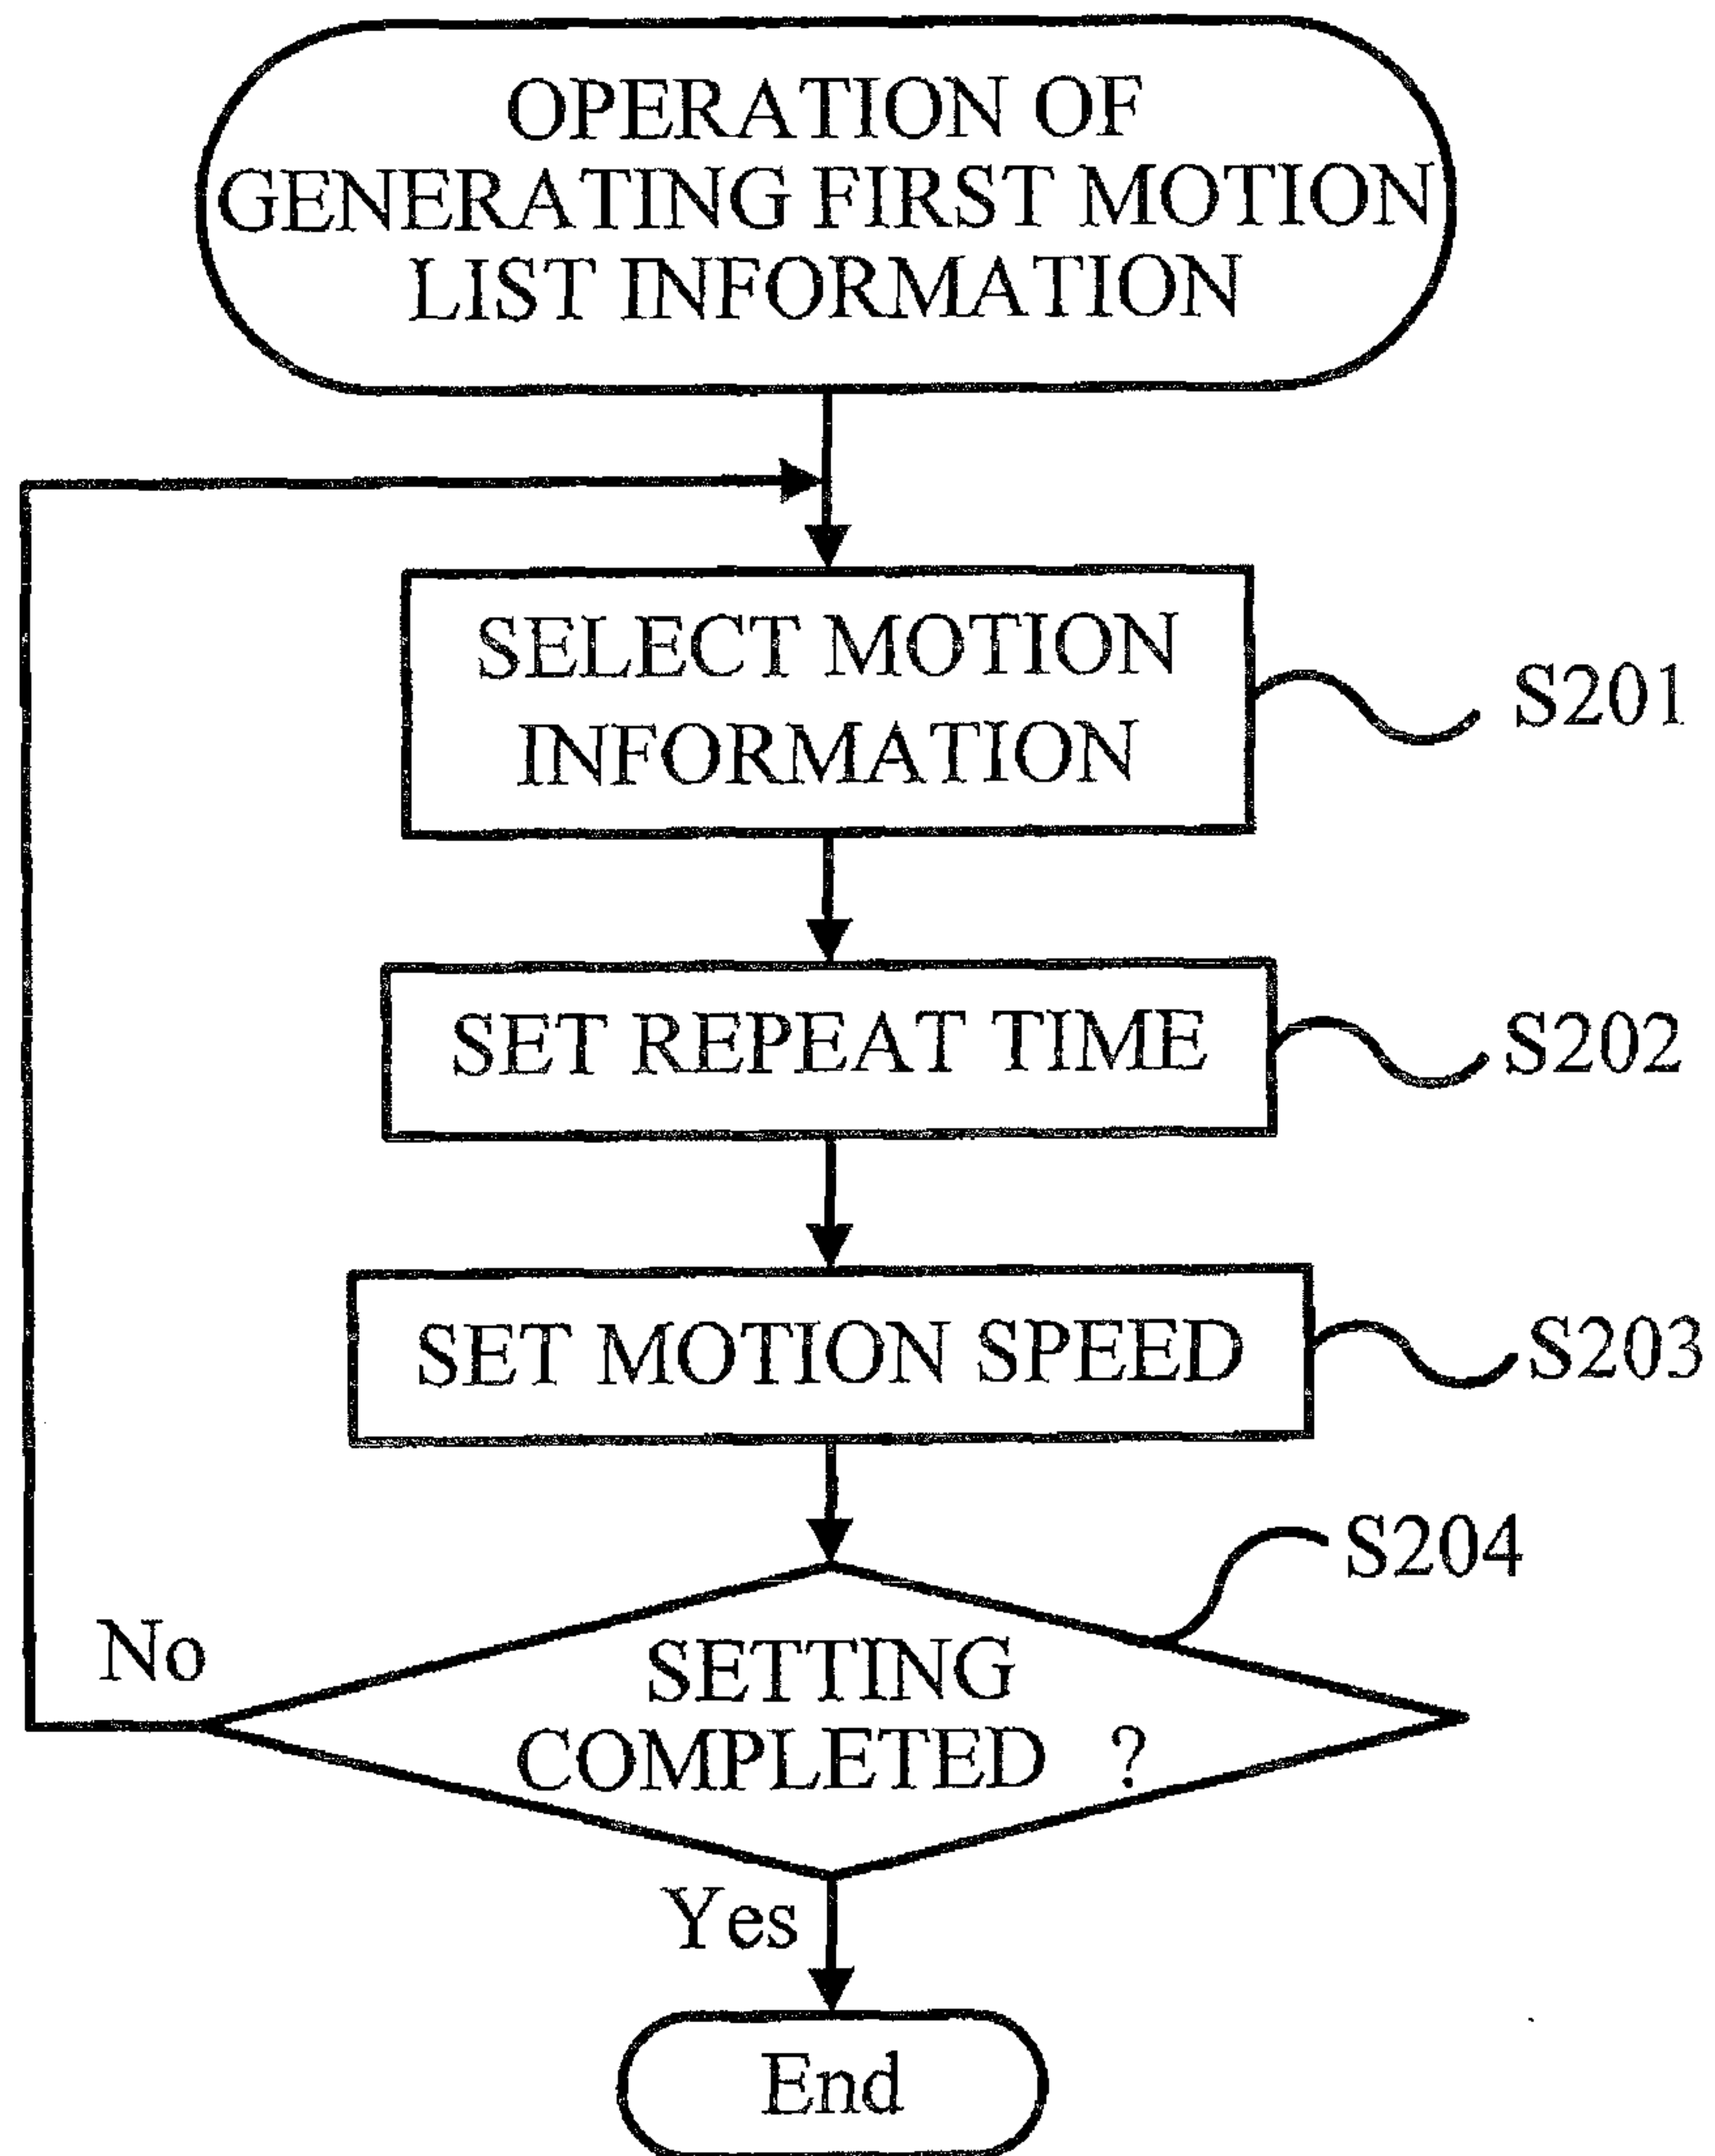 OPERATION OF
GENERATING FIRST MOTION
LIST INFORMATION
SELECT MOTION
INFORMATION
S201
SET REPEAT TIME
S202
SET MOTION SPEED
S203
S204
No
SETTING
COMPLETED ?
Yes
End